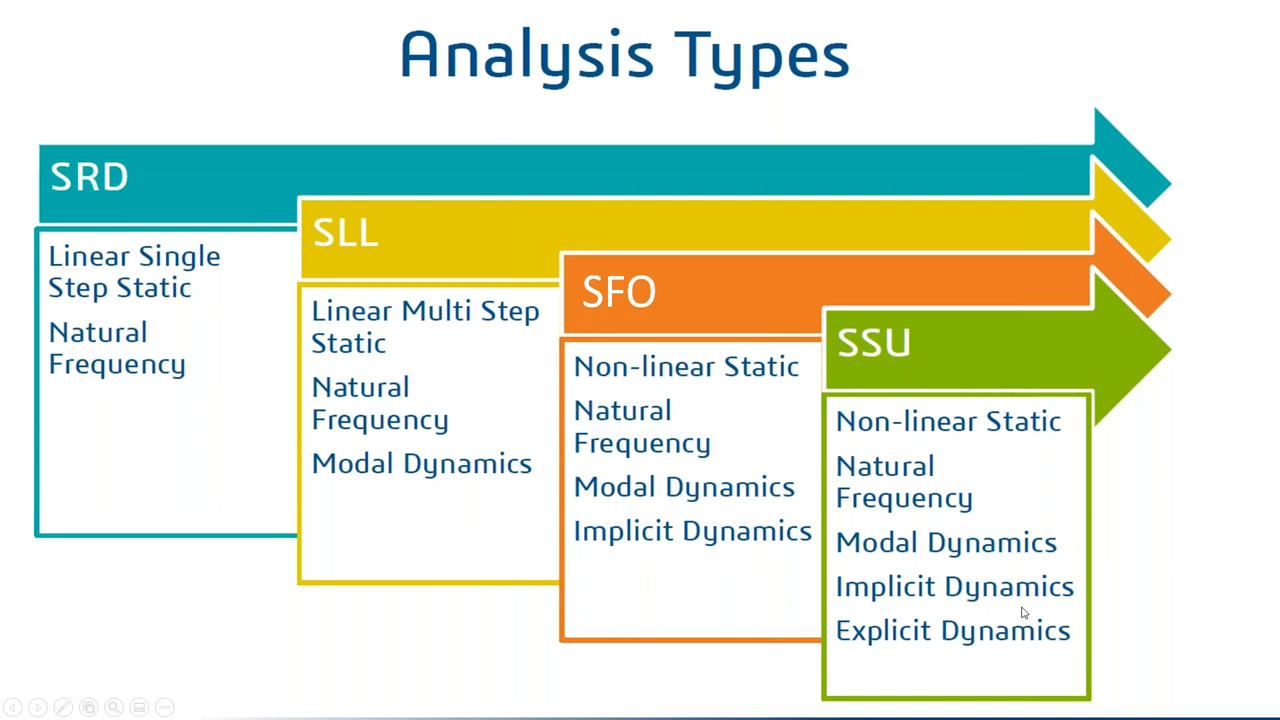 Analysis Types
SRD
Linear Single
Step Static
Natural
Frequency
SLL
Linear Multi Step
Static
Natural
Frequency
Modal Dynamics
SFO
Non-linear Static
Natural
Frequency
Modal Dynamics
Implicit Dynamics
SSU
Non-linear Static
Natural
Frequency
Modal Dynamics
Implicit Dynamics
Explicit Dynamics